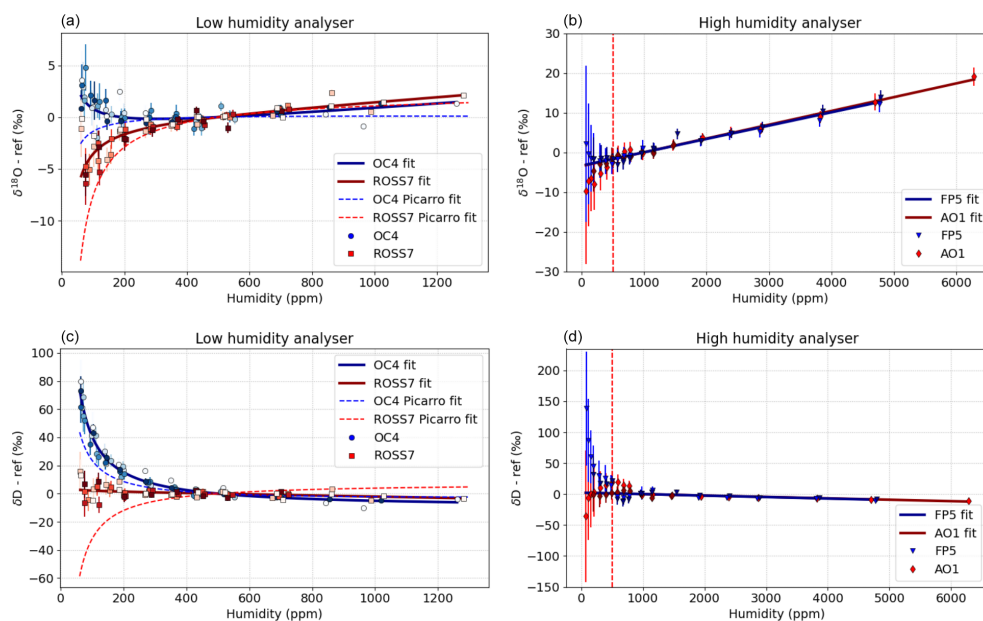 (a)
Low humidity analyser
δ¹⁸O - ref (‰)
5
0
−5
−10
0
200
400
600
800
1000
1200
Humidity (ppm)
OC4 fit
ROSS7 fit
OC4 Picarro fit
ROSS7 Picarro fit
OC4
ROSS7
(b)
High humidity analyser
δ¹⁸O - ref (‰)
30
20
10
0
−10
−20
−30
0
1000
2000
3000
4000
5000
6000
Humidity (ppm)
FP5 fit
AO1 fit
FP5
AO1
(c)
Low humidity analyser
δD - ref (‰)
100
80
60
40
20
0
−20
−40
−60
0
200
400
600
800
1000
1200
Humidity (ppm)
OC4 fit
ROSS7 fit
OC4 Picarro fit
ROSS7 Picarro fit
OC4
ROSS7
(d)
High humidity analyser
δD - ref (‰)
200
150
100
50
0
−50
−100
−150
0
1000
2000
3000
4000
5000
6000
Humidity (ppm)
FP5 fit
AO1 fit
FP5
AO1